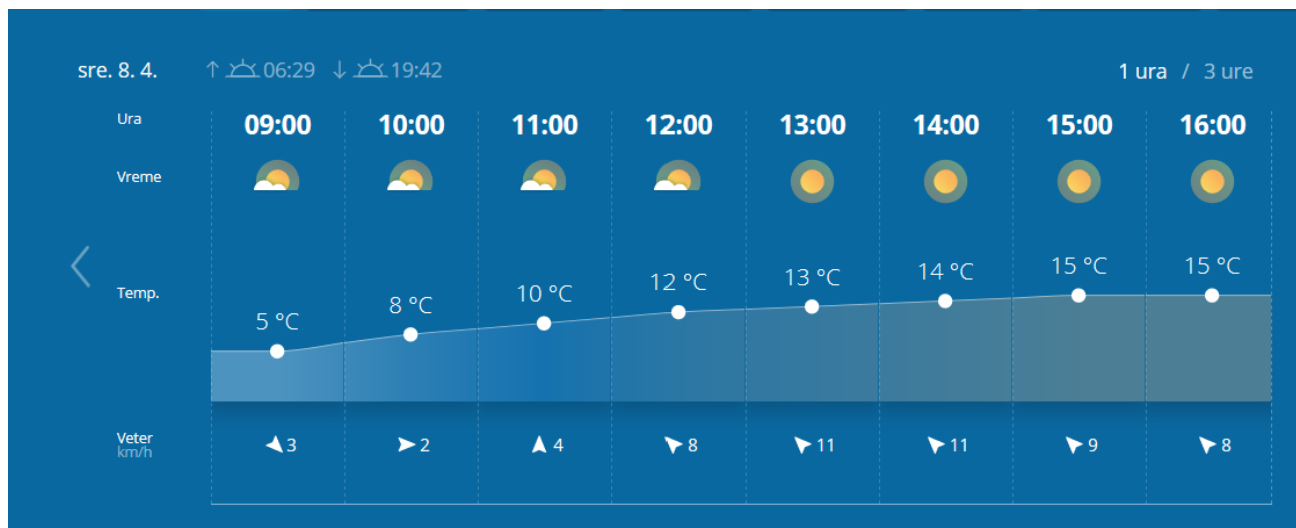 sre. 8. 4. ↑ 06:29 ↓ 19:42 1 ura / 3 ure
Ura 09:00 10:00 11:00 12:00 13:00 14:00 15:00 16:00
Vreme
Temp. 5 °C 8 °C 10 °C 12 °C 13 °C 14 °C 15 °C 15 °C
Veter 3 2 4 8 11 11 9 8
km/h